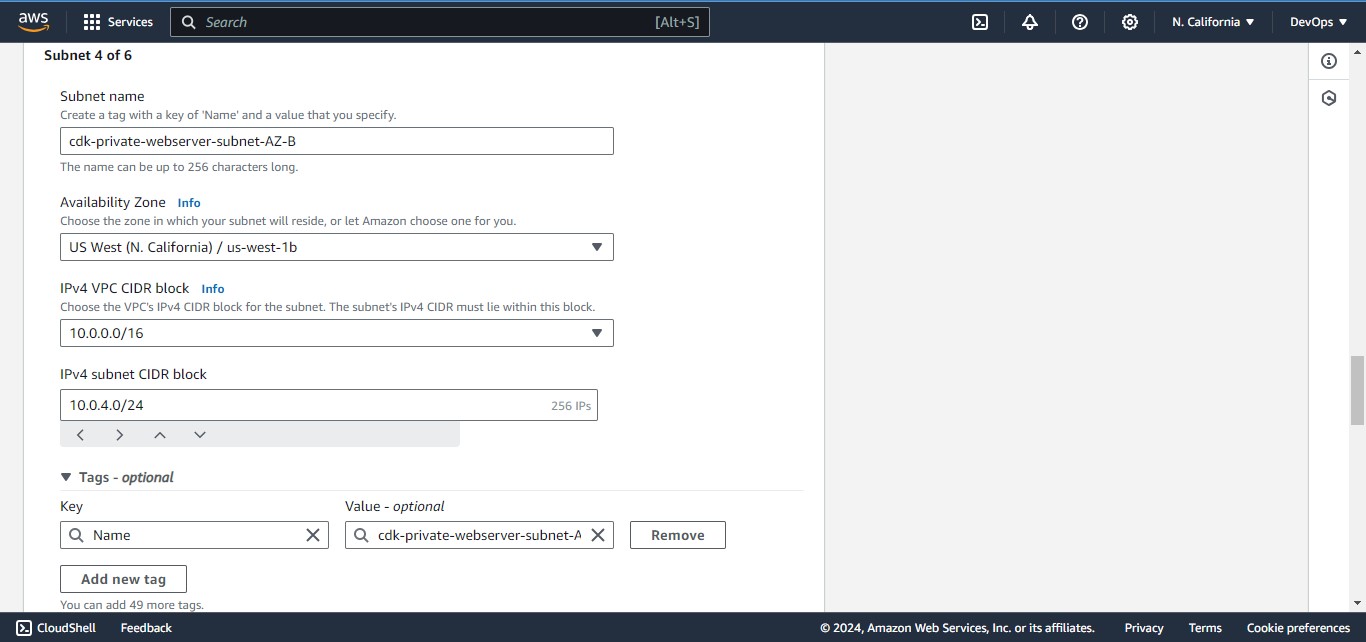 aws
Services
Search
[Alt+S]
N. California
DevOps
Subnet 4 of 6
Subnet name
Create a tag with a key of 'Name' and a value that you specify.
cdk-private-webserver-subnet-AZ-B
The name can be up to 256 characters long.
Availability Zone Info
Choose the zone in which your subnet will reside, or let Amazon choose one for you.
US West (N. California) / us-west-1b
IPv4 VPC CIDR block Info
Choose the VPC's IPv4 CIDR block for the subnet. The subnet's IPv4 CIDR must lie within this block.
10.0.0.0/16
IPv4 subnet CIDR block
10.0.4.0/24 256 IPs
Tags - optional
Key Value - optional
Name cdk-private-webserver-subnet-A Remove
Add new tag
You can add 49 more tags.
CloudShell Feedback © 2024, Amazon Web Services, Inc. or its affiliates. Privacy Terms Cookie preferences